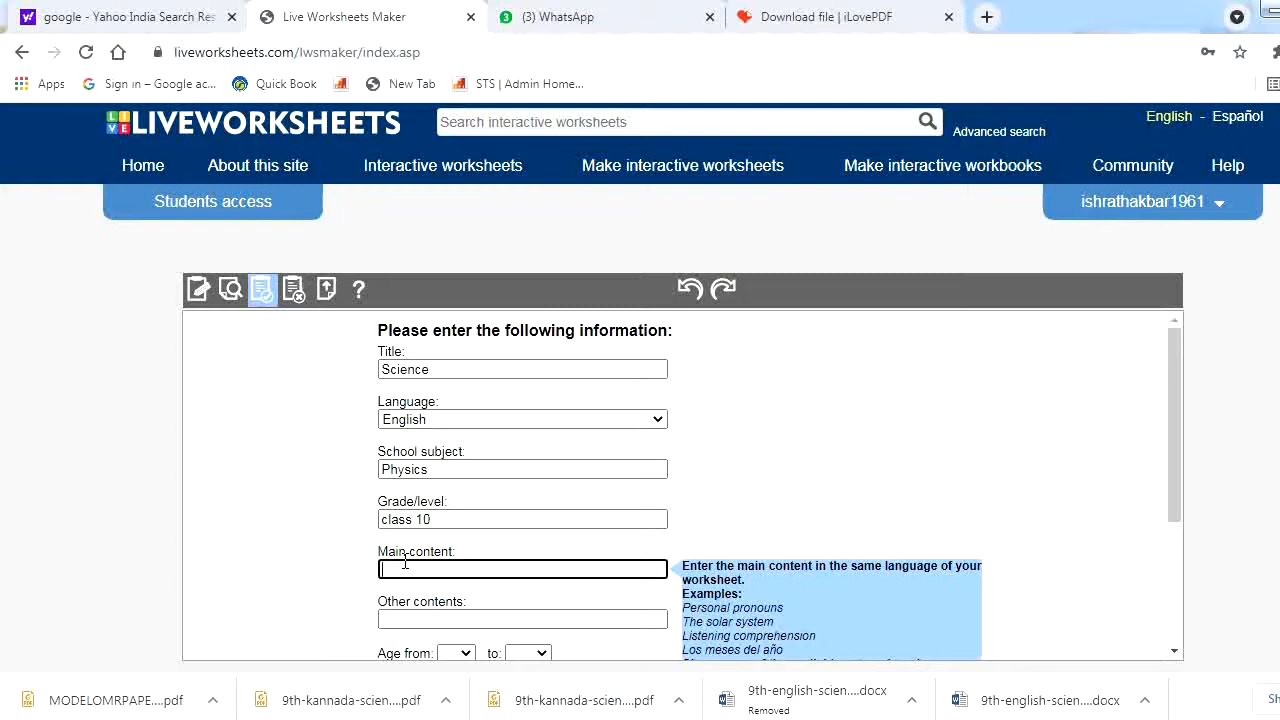 google - Yahoo India Search Res
Live Worksheets Maker
(3) WhatsApp
Download file | iLovePDF
liveworksheets.com/lwsmaker/index.asp
Apps
Sign in – Google ac...
Quick Book
New Tab
STS | Admin Home...
LIVEWORKSHEETS
Search interactive worksheets
Advanced search
English - Español
Home
About this site
Interactive worksheets
Make interactive worksheets
Make interactive workbooks
Community
Help
Students access
ishrathakbar1961
Please enter the following information:
Title:
Science
Language:
English
School subject:
Physics
Grade/level:
class 10
Main content:
Enter the main content in the same language of your
worksheet.
Examples:
Personal pronouns
The solar system
Listening comprehension
Los meses del año
Other contents:
Age from: to:
MODELOMRPAPE....pdf
9th-kannada-scien....pdf
9th-kannada-scien....pdf
9th-english-scien....docx
Removed
9th-english-scien....docx